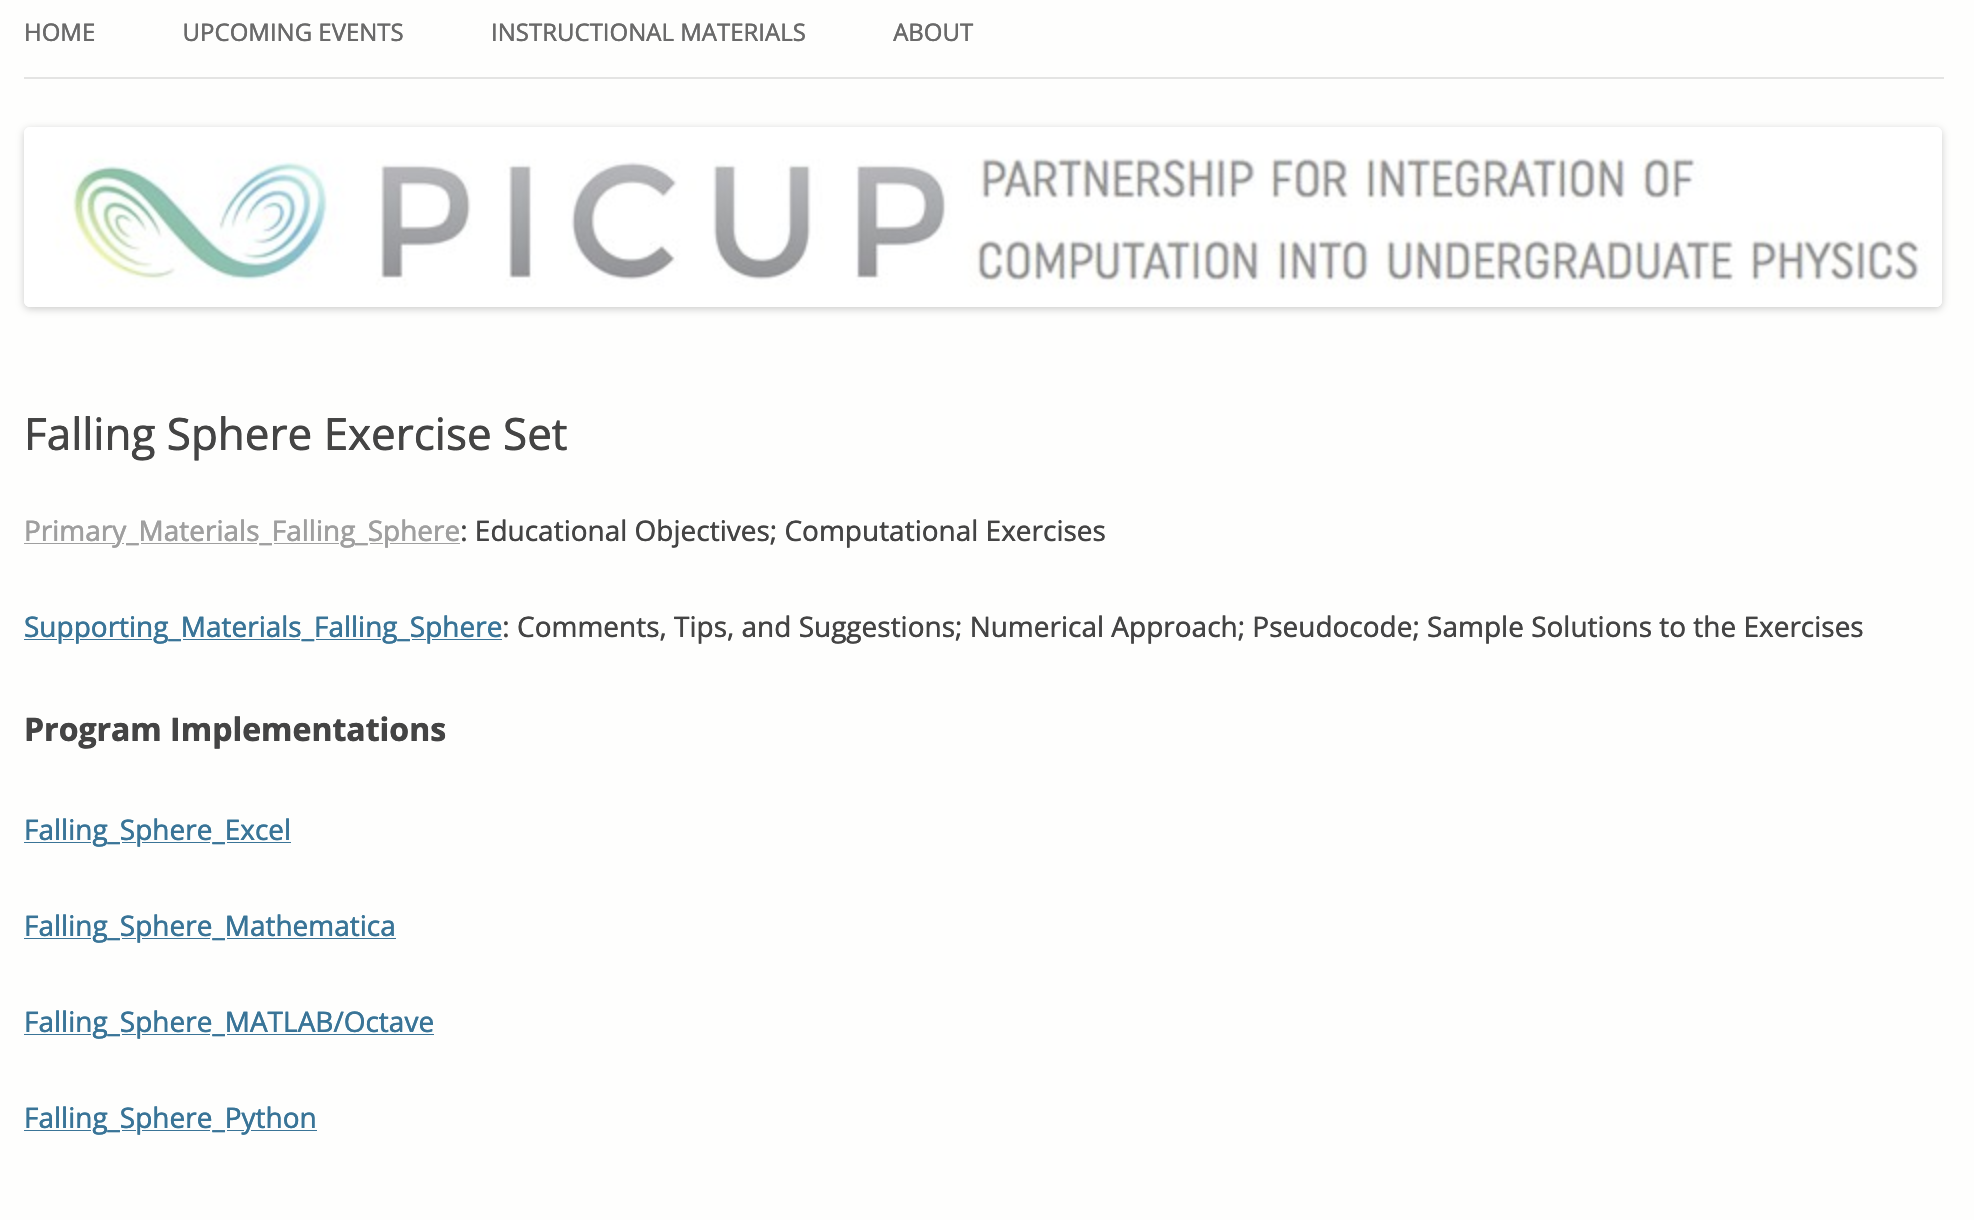 HOME UPCOMING EVENTS INSTRUCTIONAL MATERIALS ABOUT
PICUP
PARTNERSHIP FOR INTEGRATION OF
COMPUTATION INTO UNDERGRADUATE PHYSICS
Falling Sphere Exercise Set
Primary_Materials_Falling_Sphere: Educational Objectives; Computational Exercises
Supporting_Materials_Falling_Sphere: Comments, Tips, and Suggestions; Numerical Approach; Pseudocode; Sample Solutions to the Exercises
Program Implementations
Falling_Sphere_Excel
Falling_Sphere_Mathematica
Falling_Sphere_MATLAB/Octave
Falling_Sphere_Python